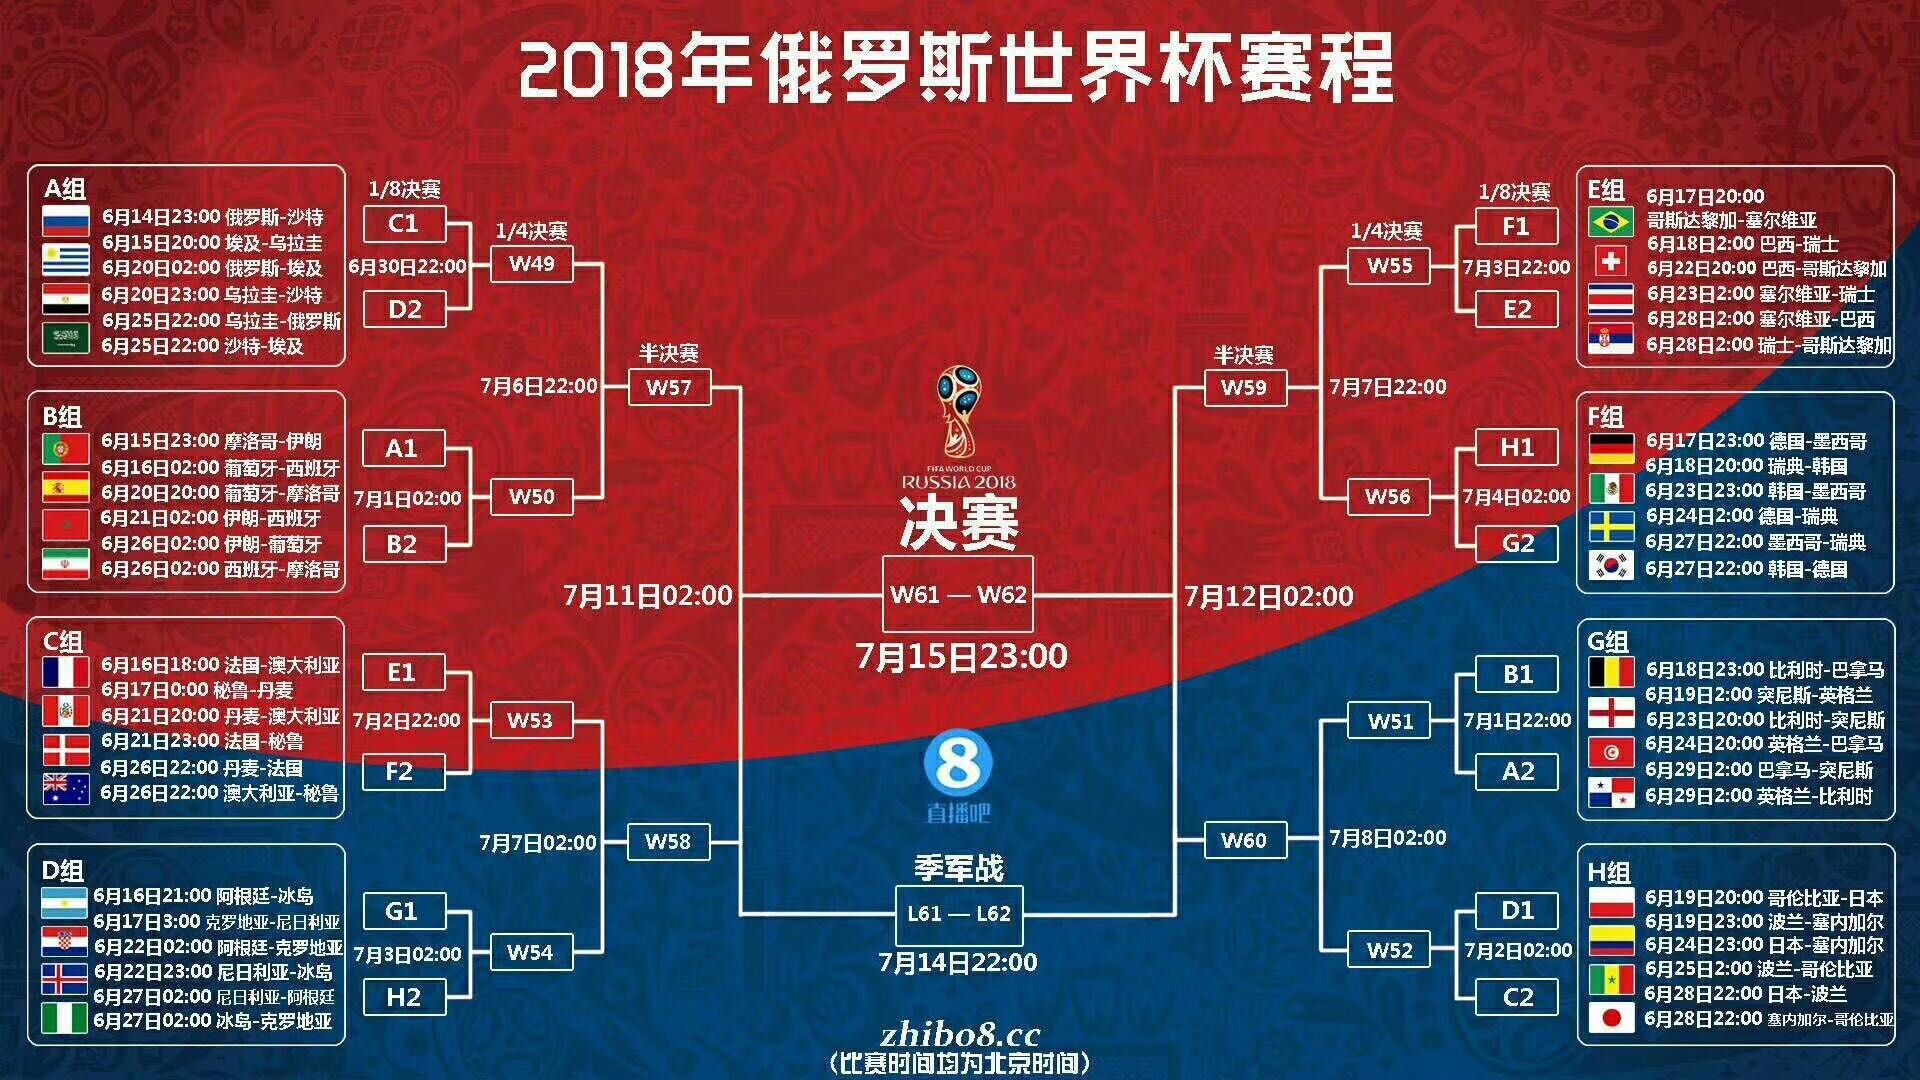 2018年俄罗斯世界杯赛程
A组
6月14日23:00 俄罗斯-沙特
6月15日20:00 埃及-乌拉圭
6月20日02:00 俄罗斯-埃及
6月20日23:00 乌拉圭-沙特
6月25日22:00 乌拉圭-俄罗斯
6月25日22:00 沙特-埃及
B组
6月15日23:00 摩洛哥-伊朗
6月16日02:00 葡萄牙-西班牙
6月20日20:00 葡萄牙-摩洛哥
6月21日02:00 伊朗-西班牙
6月26日02:00 伊朗-葡萄牙
6月26日02:00 西班牙-摩洛哥
C组
6月16日18:00 法国-澳大利亚
6月17日0:00 秘鲁-丹麦
6月21日20:00 丹麦-澳大利亚
6月21日23:00 法国-秘鲁
6月26日22:00 丹麦-法国
6月26日22:00 澳大利亚-秘鲁
D组
6月16日21:00 阿根廷-冰岛
6月17日3:00 克罗地亚-尼日利亚
6月22日02:00 阿根廷-克罗地亚
6月22日23:00 尼日利亚-冰岛
6月27日02:00 尼日利亚-阿根廷
6月27日02:00 冰岛-克罗地亚
1/8决赛
C1
6月30日22:00
D2
A1
7月1日02:00
B2
E1
7月2日22:00
F2
G1
7月3日02:00
H2
1/4决赛
W49
7月6日22:00
W50
W53
7月7日02:00
W54
半决赛
W57
7月11日02:00
W58
FIFA WORLD CUP
RUSSIA 2018
决赛
W61 — W62
7月15日23:00
8
直播吧
季军战
L61 — L62
7月14日22:00
zhibo8.cc
(比赛时间均为北京时间)
半决赛
W59
7月12日02:00
W60
1/4决赛
W55
7月7日22:00
W56
W51
7月8日02:00
W52
1/8决赛
F1
7月3日22:00
E2
H1
7月4日02:00
G2
B1
7月1日22:00
A2
D1
7月2日02:00
C2
E组
6月17日20:00
哥斯达黎加-塞尔维亚
6月18日2:00 巴西-瑞士
6月22日20:00 巴西-哥斯达黎加
6月23日2:00 塞尔维亚-瑞士
6月28日2:00 塞尔维亚-巴西
6月28日2:00 瑞士-哥斯达黎加
F组
6月17日23:00 德国-墨西哥
6月18日20:00 瑞典-韩国
6月23日23:00 韩国-墨西哥
6月24日2:00 德国-瑞典
6月27日22:00 墨西哥-瑞典
6月27日22:00 韩国-德国
G组
6月18日23:00 比利时-巴拿马
6月19日2:00 突尼斯-英格兰
6月23日20:00 比利时-突尼斯
6月24日20:00 英格兰-巴拿马
6月29日2:00 巴拿马-突尼斯
6月29日2:00 英格兰-比利时
H组
6月19日20:00 哥伦比亚-日本
6月19日23:00 波兰-塞内加尔
6月24日23:00 日本-塞内加尔
6月25日2:00 波兰-哥伦比亚
6月28日22:00 日本-波兰
6月28日22:00 塞内加尔-哥伦比亚